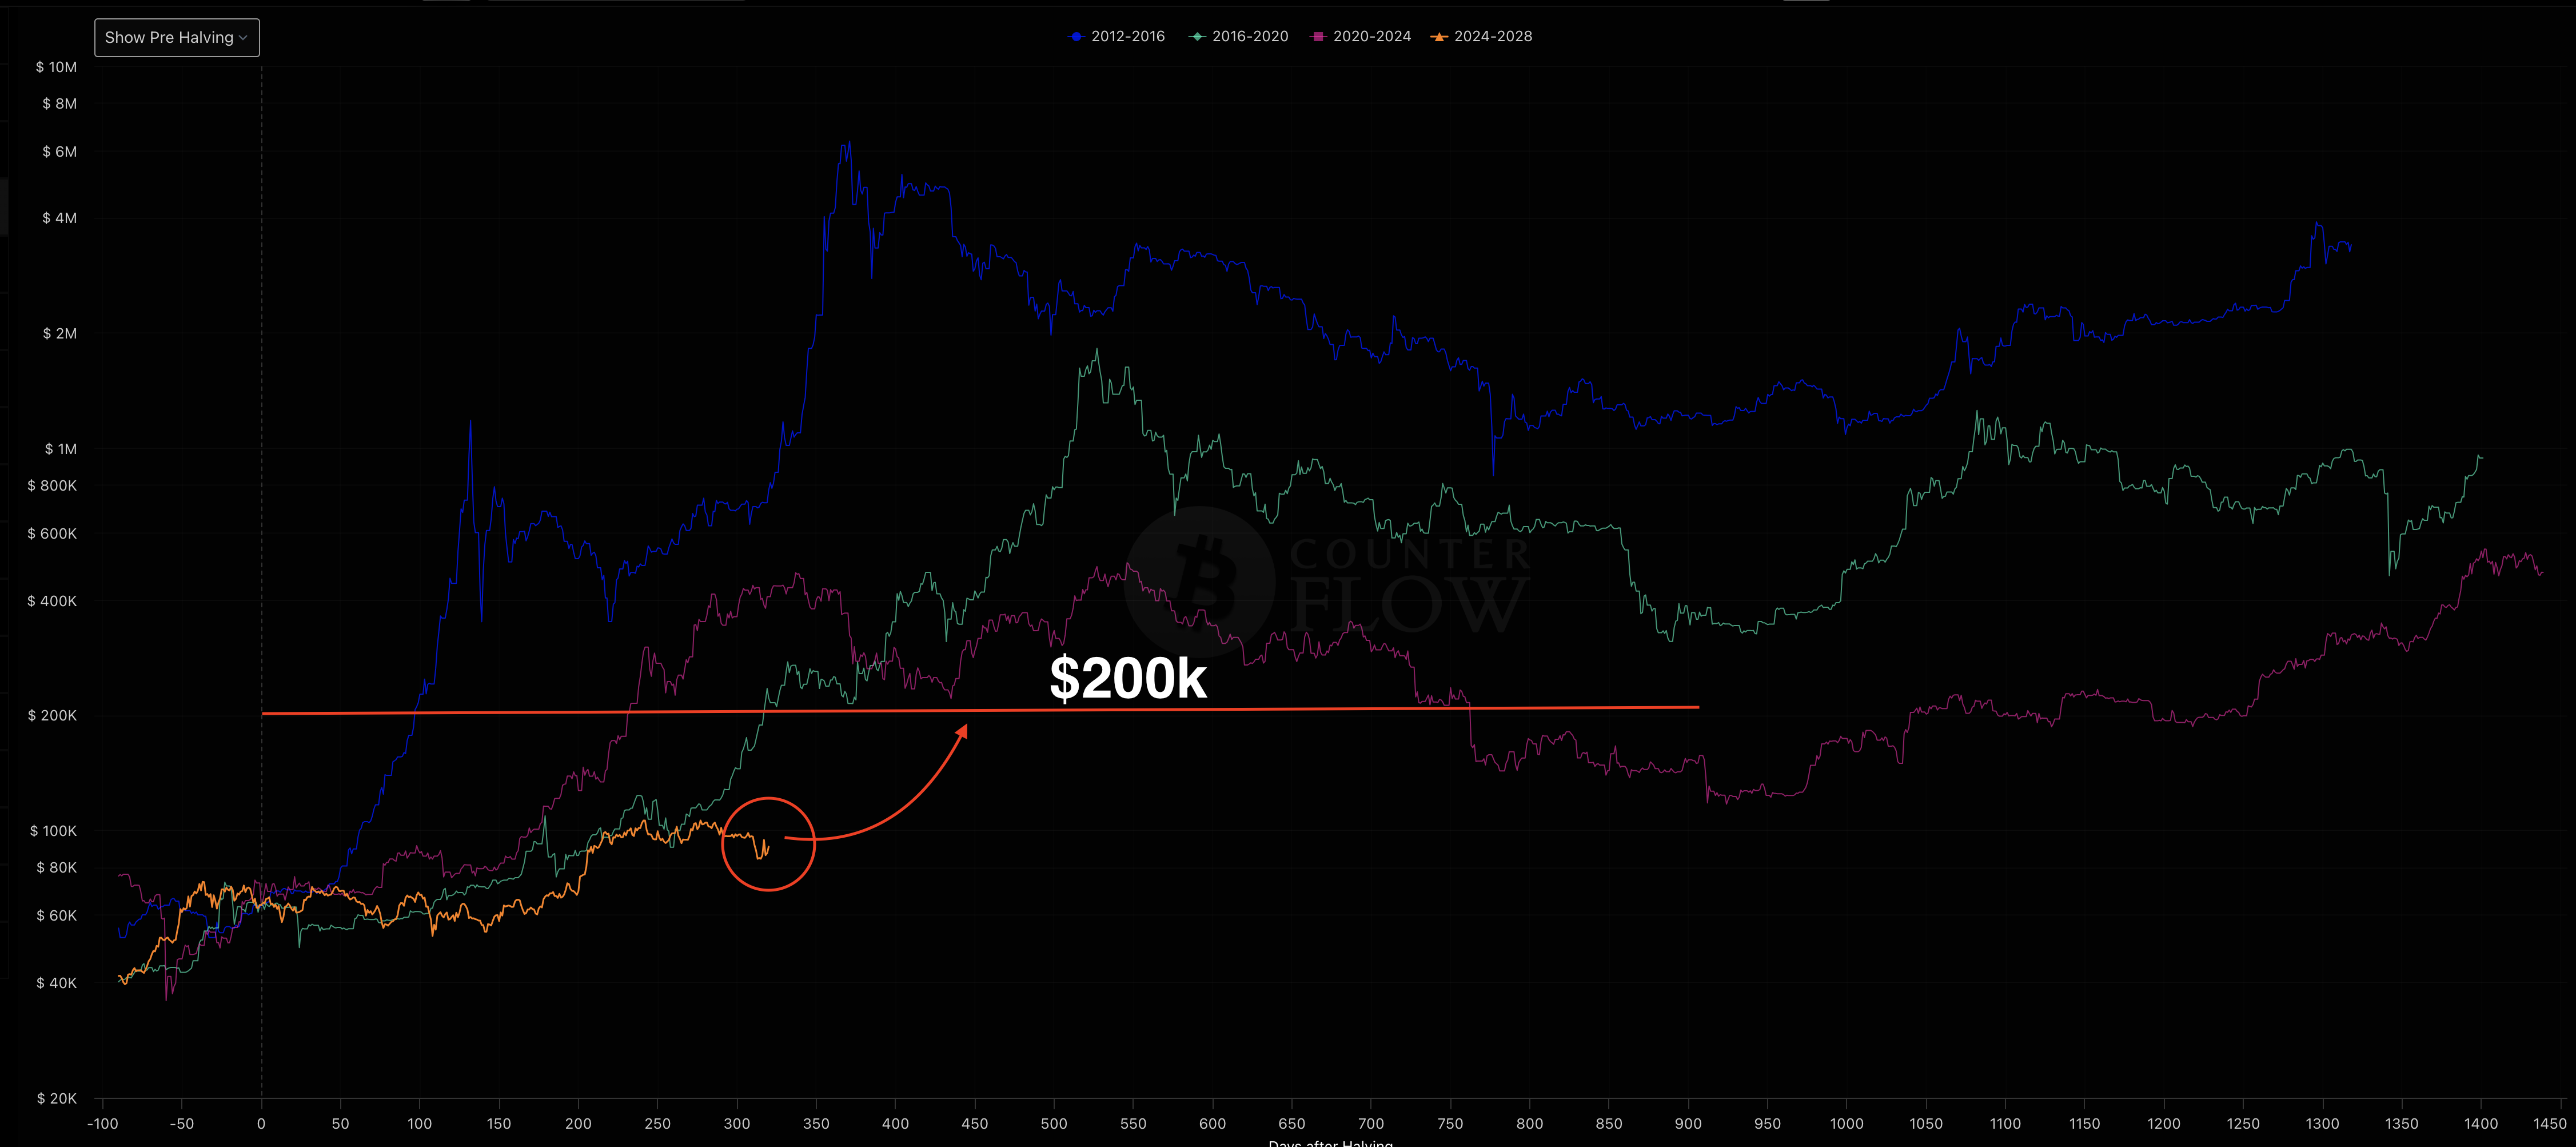 Show Pre Halving
2012-2016 2016-2020 2020-2024 2024-2028
$ 10M
$ 8M
$ 6M
$ 4M
$ 2M
$ 1M
$ 800K
$ 600K
$ 400K
$ 200K
$ 100K
$ 80K
$ 60K
$ 40K
$ 20K
COUNTER
FLOW
$200k
-100 -50 0 50 100 150 200 250 300 350 400 450 500 550 600 650 700 750 800 850 900 950 1000 1050 1100 1150 1200 1250 1300 1350 1400 1450
Days after Halving